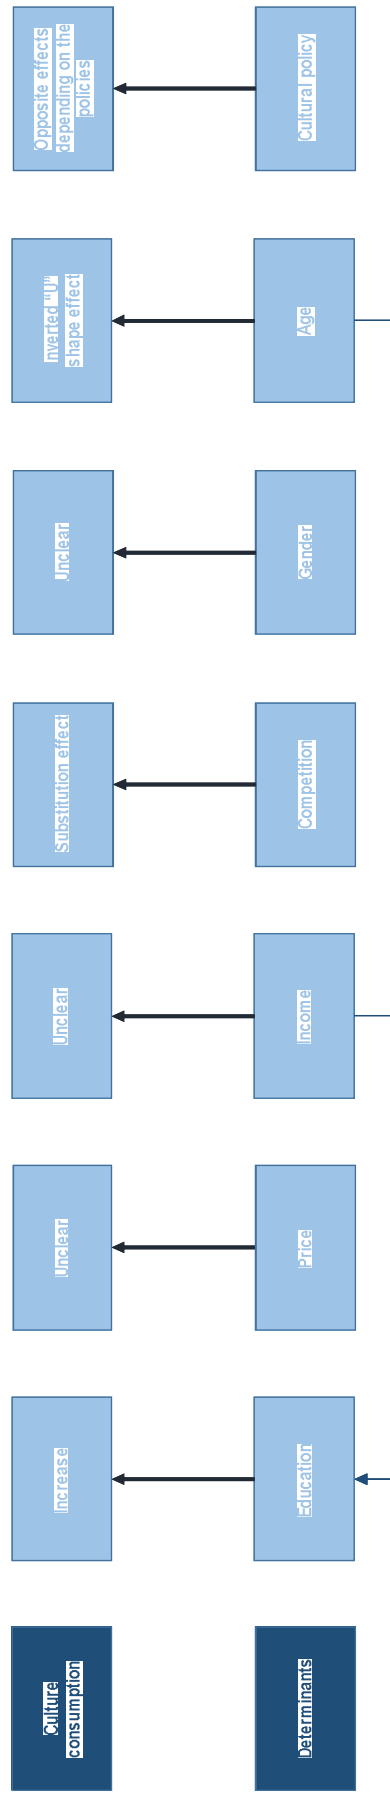 Culture
consumption
Increase
Unclear
Unclear
Substitution effect
Unclear
nverted “U”
shape effect
Opposite effects
depending on the
policies
Determinants
Education
Price
Income
Competition
Gender
Age
Cultural policy